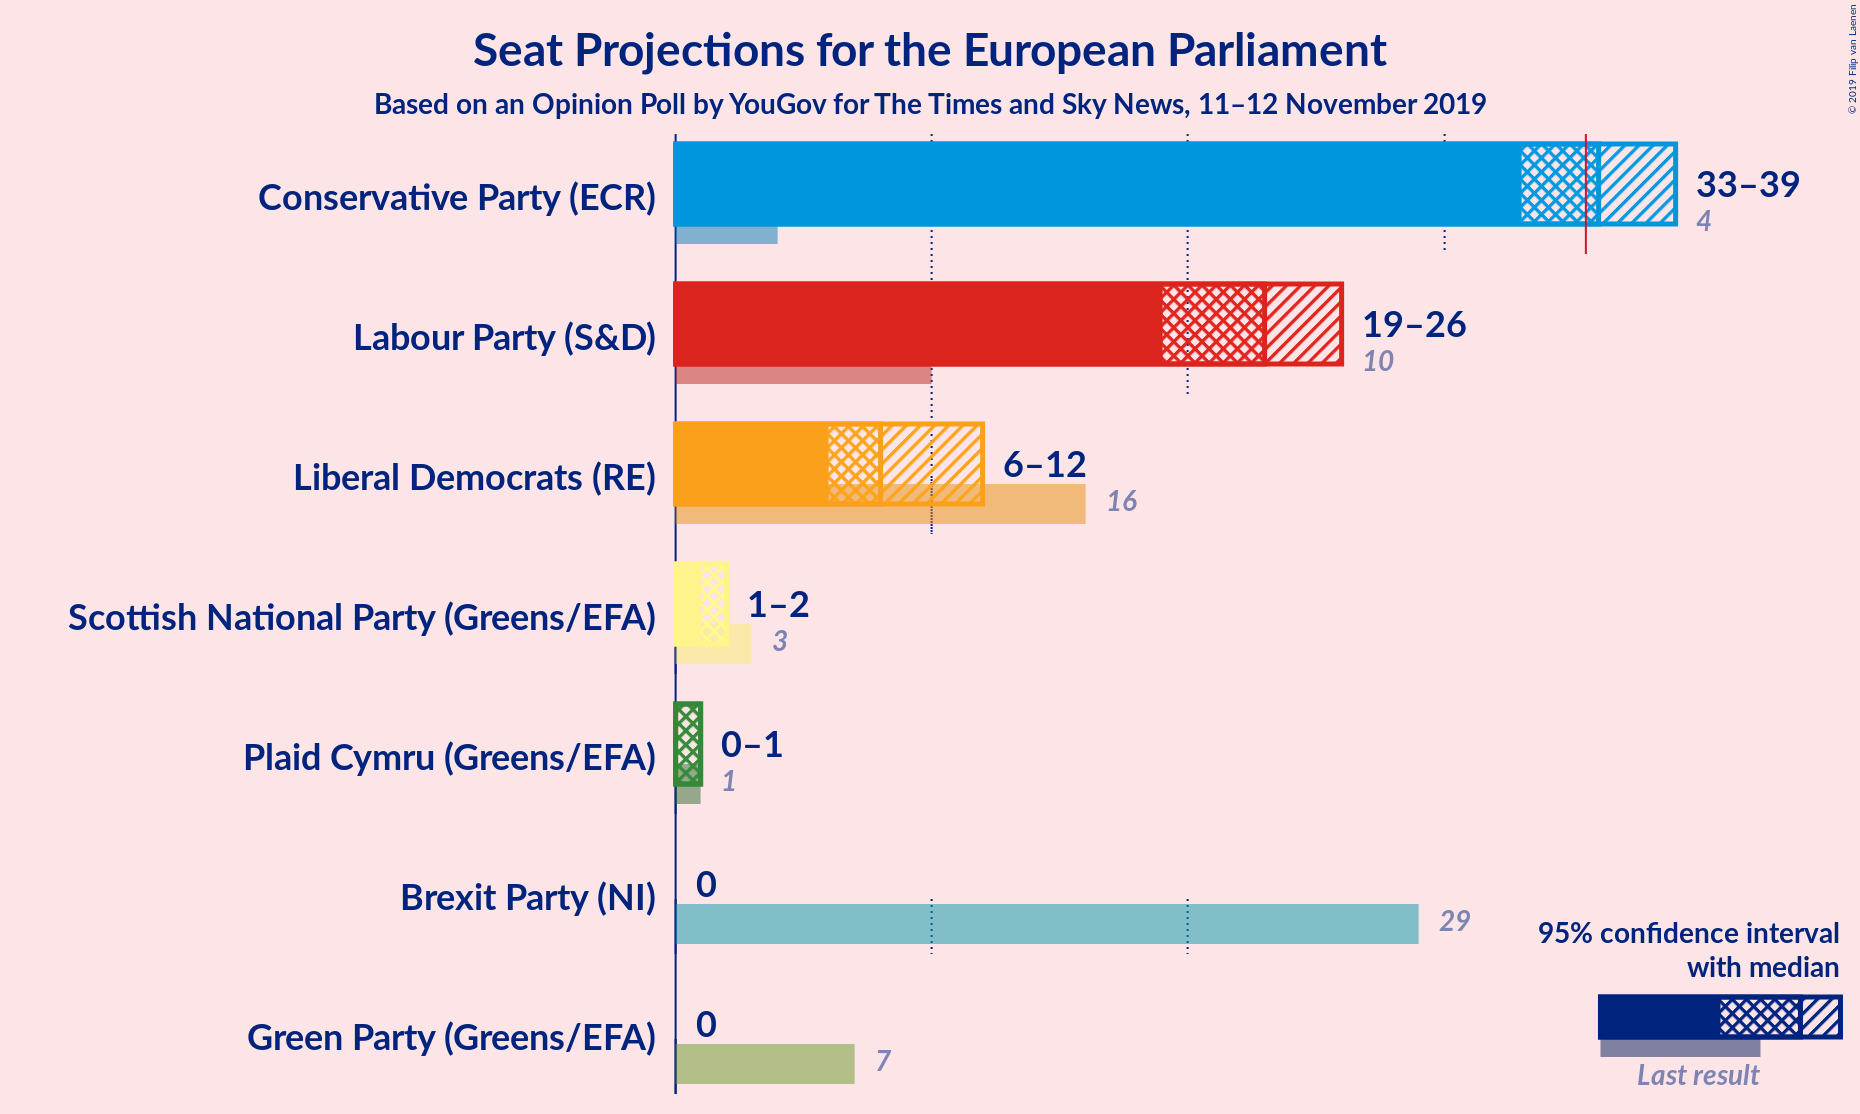 Seat Projections for the European Parliament
Based on an Opinion Poll by YouGov for The Times and Sky News, 11–12 November 2019
© 2019 Filip van Laenen
Conservative Party (ECR)
33–39
4
Labour Party (S&D)
19–26
10
Liberal Democrats (RE)
6–12
16
Scottish National Party (Greens/EFA)
1–2
3
Plaid Cymru (Greens/EFA)
0–1
1
Brexit Party (NI)
0
29
Green Party (Greens/EFA)
0
7
95% confidence interval
with median
Last result